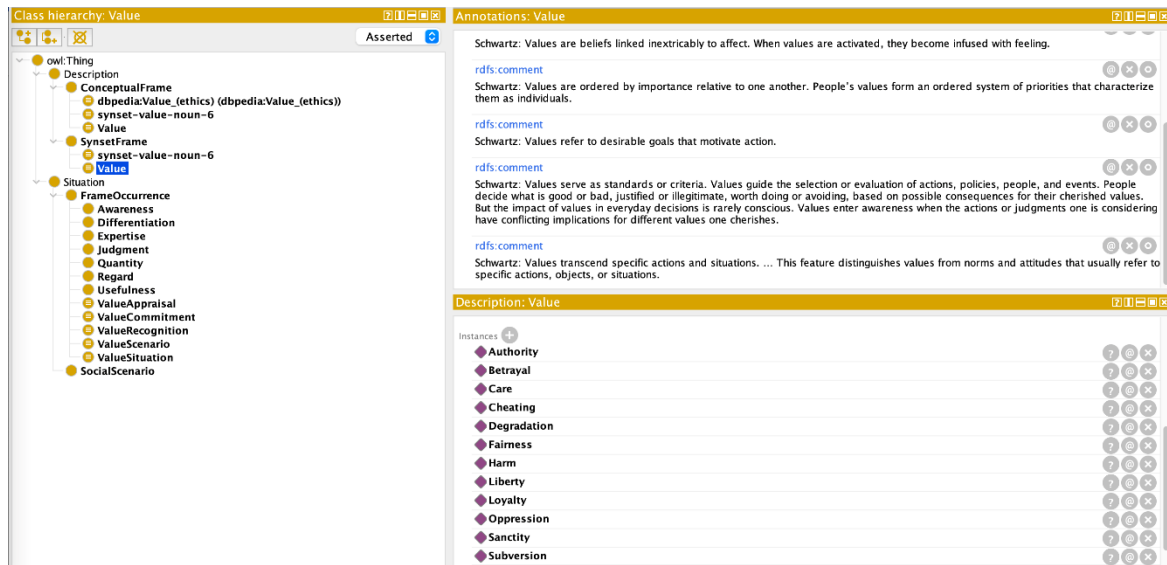 Class hierarchy: Value
Asserted
owl:Thing
Description
ConceptualFrame
dbpedia:Value_(ethics) (dbpedia:Value_(ethics))
synset-value-noun-6
Value
SynsetFrame
synset-value-noun-6
Value
Situation
FrameOccurrence
Awareness
Differentiation
Expertise
Judgment
Quantity
Regard
Usefulness
ValueAppraisal
ValueCommitment
ValueRecognition
ValueScenario
ValueSituation
SocialScenario
Annotations: Value
Schwartz: Values are beliefs linked inextricably to affect. When values are activated, they become infused with feeling.
rdfs:comment
Schwartz: Values are ordered by importance relative to one another. People's values form an ordered system of priorities that characterize
them as individuals.
rdfs:comment
Schwartz: Values refer to desirable goals that motivate action.
rdfs:comment
Schwartz: Values serve as standards or criteria. Values guide the selection or evaluation of actions, policies, people, and events. People
decide what is good or bad, justified or illegitimate, worth doing or avoiding, based on possible consequences for their cherished values.
But the impact of values in everyday decisions is rarely conscious. Values enter awareness when the actions or judgments one is considering
have conflicting implications for different values one cherishes.
rdfs:comment
Schwartz: Values transcend specific actions and situations. ... This feature distinguishes values from norms and attitudes that usually refer to
specific actions, objects, or situations.
Description: Value
Instances
Authority
Betrayal
Care
Cheating
Degradation
Fairness
Harm
Liberty
Loyalty
Oppression
Sanctity
Subversion